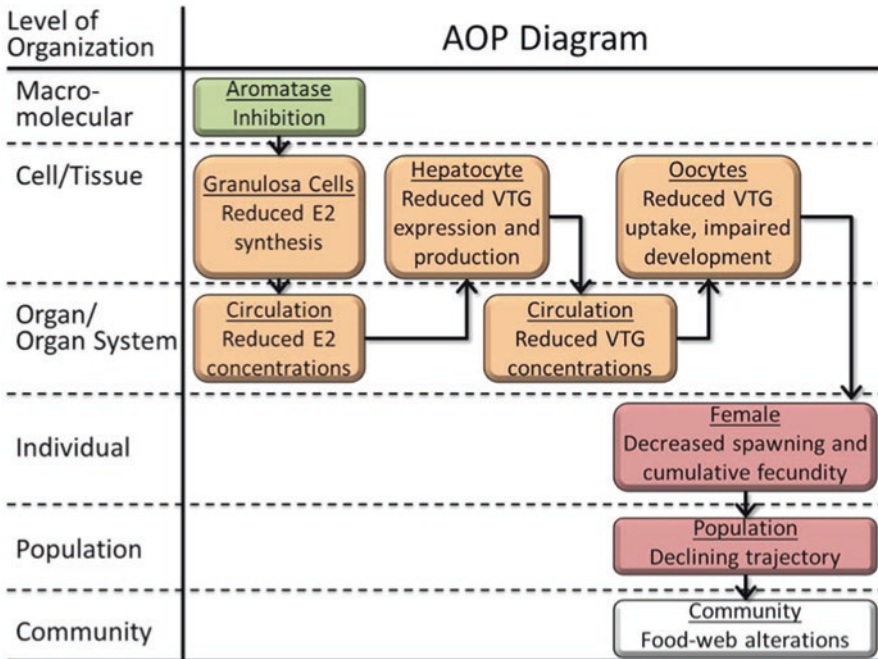 Level of
Organization
AOP Diagram
Macro-
molecular
Aromatase
Inhibition
Cell/Tissue
Granulosa Cells
Reduced E2
synthesis
Hepatocyte
Reduced VTG
expression and
production
Oocytes
Reduced VTG
uptake, impaired
development
Organ/
Organ System
Circulation
Reduced E2
concentrations
Circulation
Reduced VTG
concentrations
Individual
Female
Decreased spawning and
cumulative fecundity
Population
Population
Declining trajectory
Community
Community
Food-web alterations